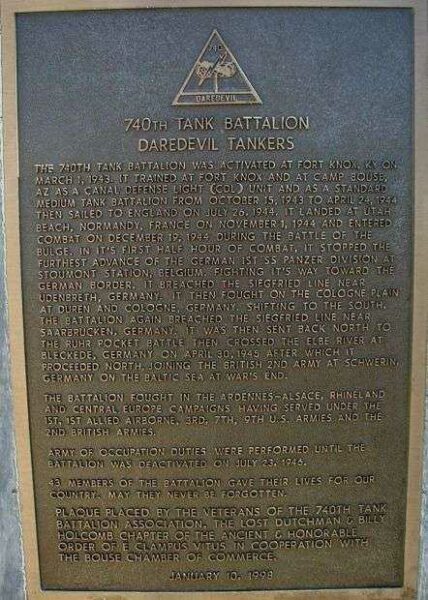 740
DAREDEVIL
740TH TANK BATTALION
DAREDEVIL TANKERS
THE 740TH TANK BATTALION WAS ACTIVATED AT FORT KNOX, KY ON
MARCH 1, 1943. IT TRAINED AT FORT KNOX AND AT CAMP BOUSE,
AZ AS A CANAL DEFENSE LIGHT (CDL) UNIT AND AS A STANDARD
MEDIUM TANK BATTALION FROM OCTOBER 15, 1943 TO APRIL 24, 1944
THEN SAILED TO ENGLAND ON JULY 26, 1944. IT LANDED AT UTAH
BEACH, NORMANDY, FRANCE ON NOVEMBER 1, 1944 AND ENTERED
COMBAT ON DECEMBER 19, 1944 DURING THE BATTLE OF THE
BULGE. IN IT'S FIRST HALF HOUR OF COMBAT, IT STOPPED THE
FURTHEST ADVANCE OF THE GERMAN 1ST SS PANZER DIVISION AT
STOUMONT STATION, BELGIUM. FIGHTING IT'S WAY TOWARD THE
GERMAN BORDER, IT BREACHED THE SIEGFRIED LINE NEAR
UDENBRETH, GERMANY. IT THEN FOUGHT ON THE COLOGNE PLAIN
AT DUREN AND COLOGNE, GERMANY. SHIFTING TO THE SOUTH,
THE BATTALION AGAIN BREACHED THE SIEGFRIED LINE NEAR
SAARBRUCKEN, GERMANY. IT WAS THEN SENT BACK NORTH TO
THE RUHR POCKET BATTLE THEN CROSSED THE ELBE RIVER AT
BLECKEDE, GERMANY ON APRIL 30, 1945 AFTER WHICH IT
PROCEEDED NORTH, JOINING THE BRITISH 2ND ARMY AT SCHWERIN,
GERMANY ON THE BALTIC SEA AT WAR'S END.
THE BATTALION FOUGHT IN THE ARDENNES-ALSACE, RHINELAND
AND CENTRAL EUROPE CAMPAIGNS HAVING SERVED UNDER THE
1ST, 1ST ALLIED AIRBORNE, 3RD, 7TH, 9TH U.S. ARMIES AND THE
2ND BRITISH ARMIES.
ARMY OF OCCUPATION DUTIES WERE PERFORMED UNTIL THE
BATTALION WAS DEACTIVATED ON JULY 23, 1946.
43 MEMBERS OF THE BATTALION GAVE THEIR LIVES FOR OUR
COUNTRY. MAY THEY NEVER BE FORGOTTEN.
PLAQUE PLACED BY THE VETERANS OF THE 740TH TANK
BATTALION ASSOCIATION. THE LOST DUTCHMAN & BILLY
HOLCOMB CHAPTER OF THE ANCIENT & HONORABLE
ORDER OF E CLAMPUS VITUS, IN COOPERATION WITH
THE BOUSE CHAMBER OF COMMERCE.
JANUARY 10, 1998